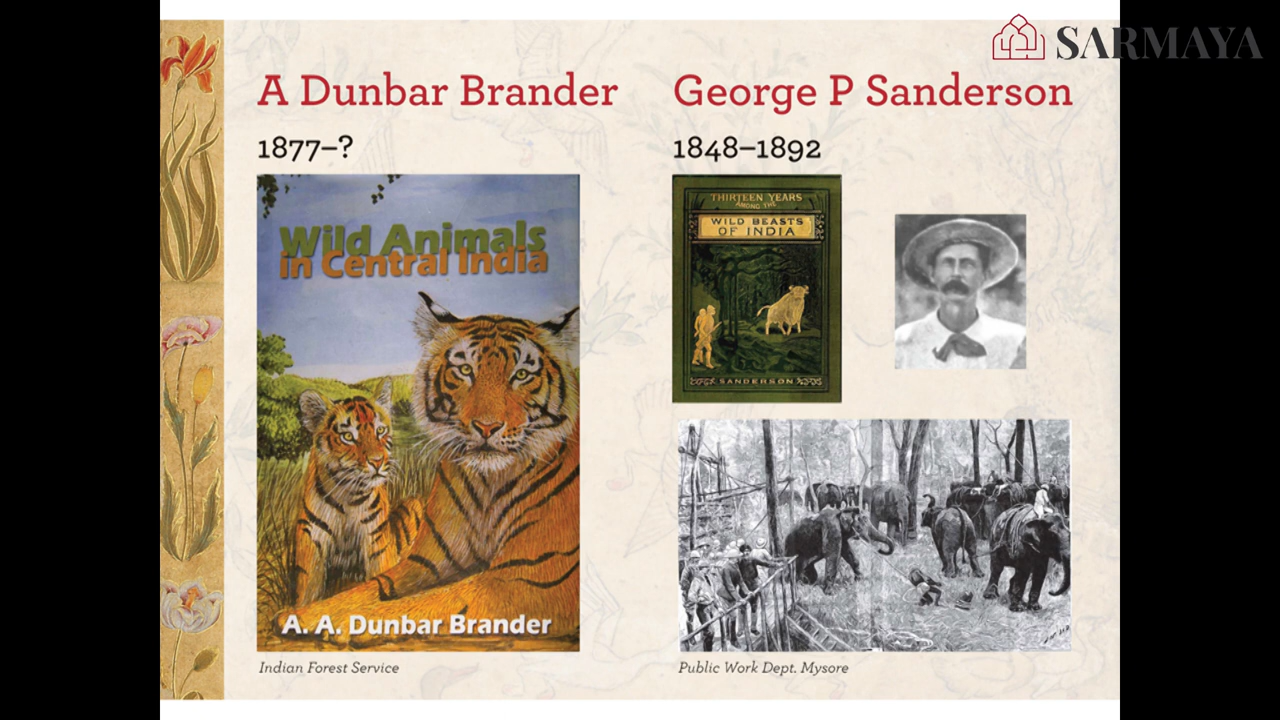 SARMAYA
A Dunbar Brander
1877–?
Wild Animals
in Central India
A. A. Dunbar Brander
Indian Forest Service
George P Sanderson
1848–1892
THIRTEEN YEARS
AMONG THE
WILD BEASTS
OF INDIA
SANDERSON
Public Work Dept. Mysore